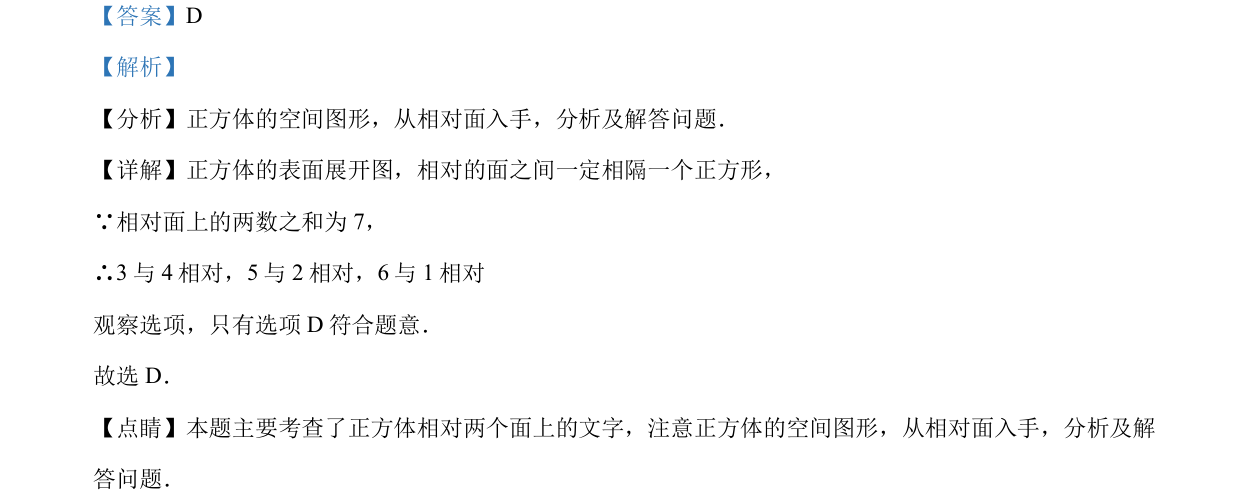 【答案】D
【解析】
【分析】正方体的空间图形，从相对面入手，分析及解答问题．
【详解】正方体的表面展开图，相对的面之间一定相隔一个正方形，
∵相对面上的两数之和为 7，
∴3 与 4 相对，5 与 2 相对，6 与 1 相对
观察选项，只有选项 D 符合题意．
故选 D．
【点睛】本题主要考查了正方体相对两个面上的文字，注意正方体的空间图形，从相对面入手，分析及解
答问题．